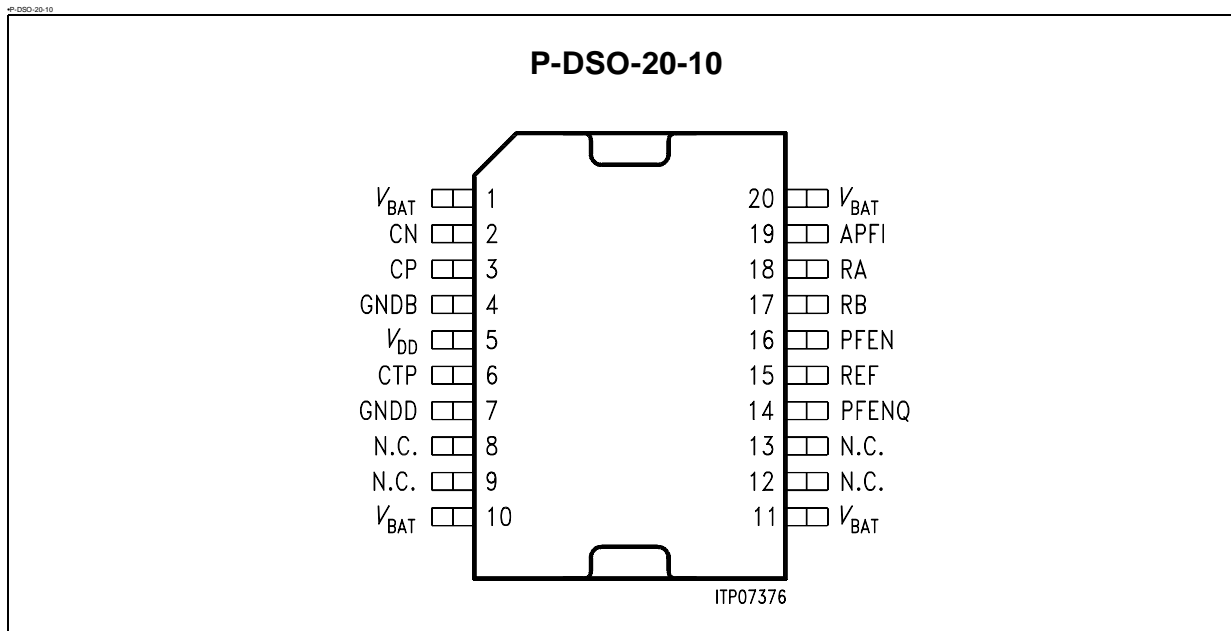 •P-DSO-20-10
P-DSO-20-10
VBAT 1 20 VBAT
CN 2 19 APFI
CP 3 18 RA
GNDB 4 17 RB
VDD 5 16 PFEN
CTP 6 15 REF
GNDD 7 14 PFENQ
N.C. 8 13 N.C.
N.C. 9 12 N.C.
VBAT 10 11 VBAT
ITP07376